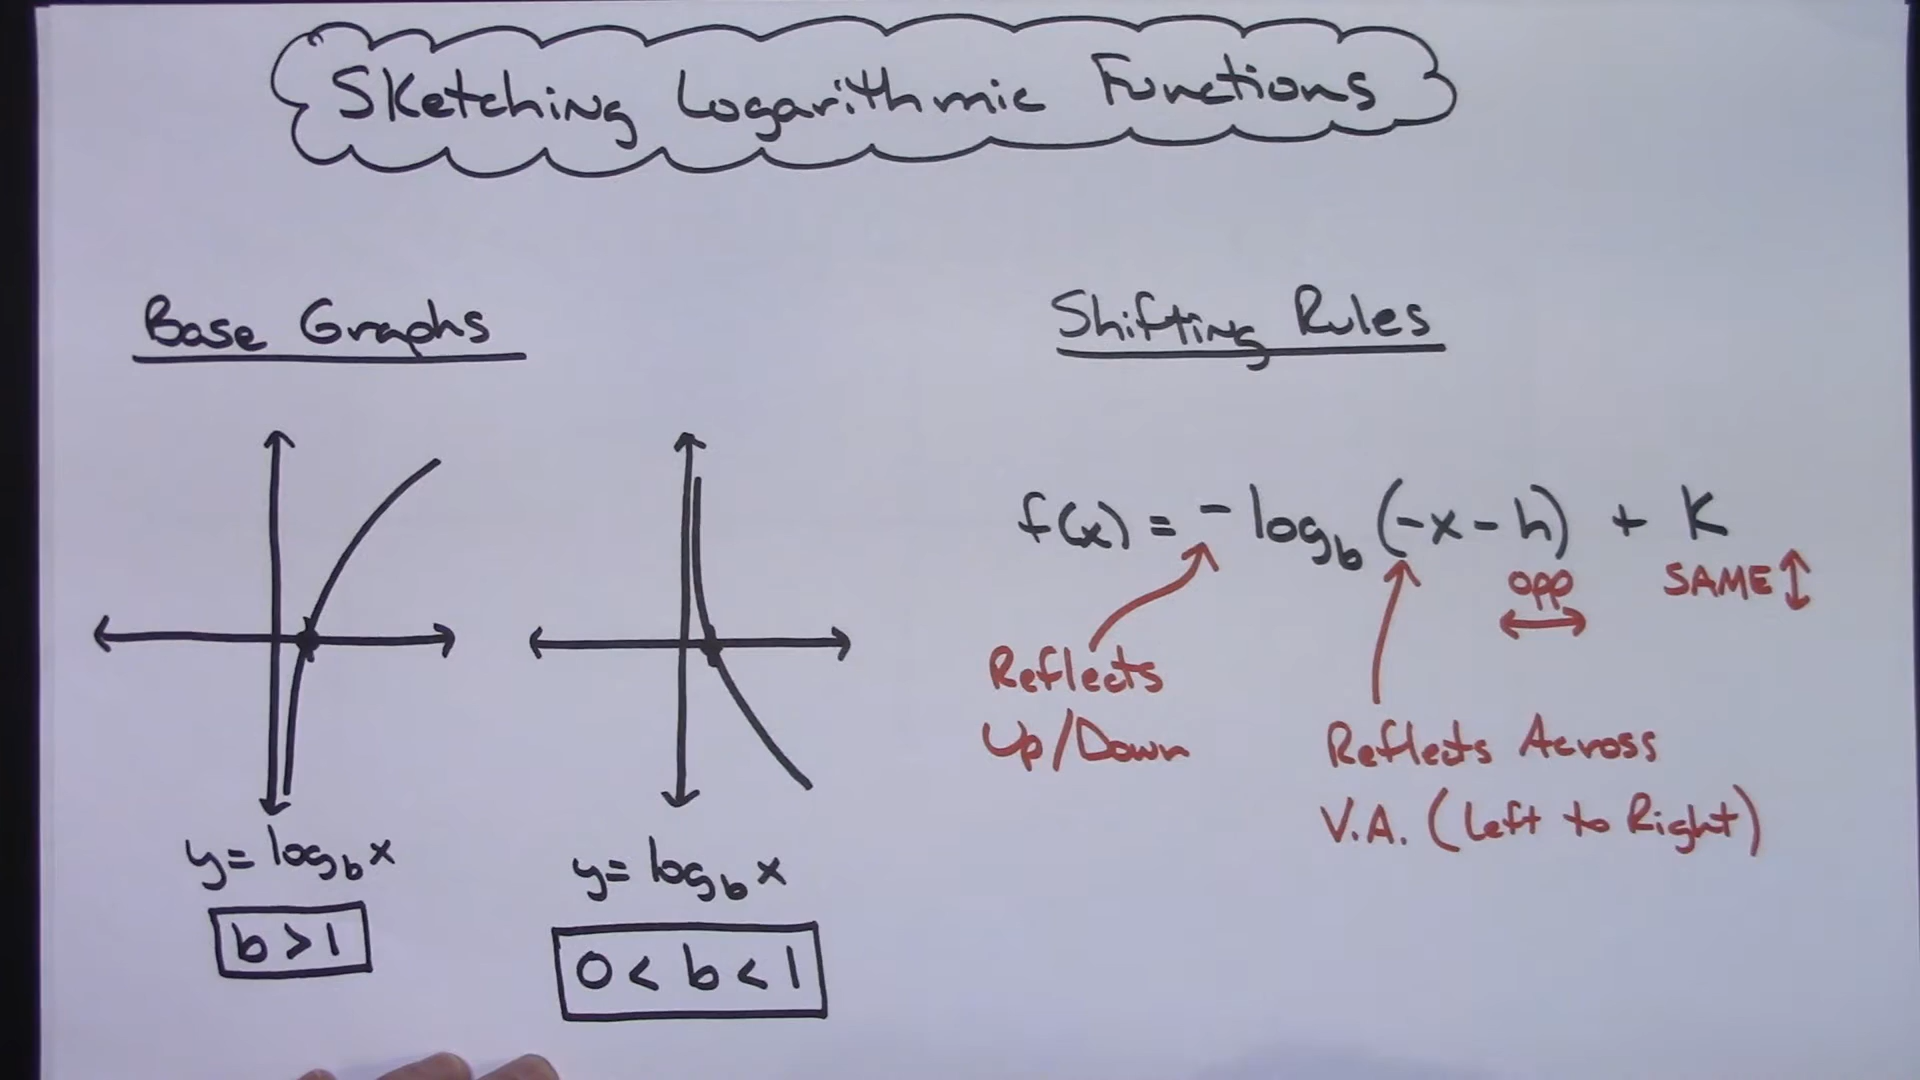 Sketching Logarithmic Functions
Base Graphs
y = log_b x
b > 1
y = log_b x
0 < b < 1
Shifting Rules
f(x) = - log_b (-x - h) + K
opp
SAME
Reflects
Up/Down
Reflects Across
V.A. (Left to Right)